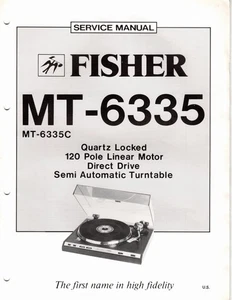 SERVICE MANUAL
FISHER
MT-6335
MT-6335C
Quartz Locked
120 Pole Linear Motor
Direct Drive
Semi Automatic Turntable
The first name in high fidelity
U.S.